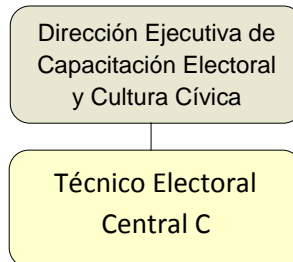 Dirección Ejecutiva de
Capacitación Electoral
y Cultura Cívica
Técnico Electoral
Central C